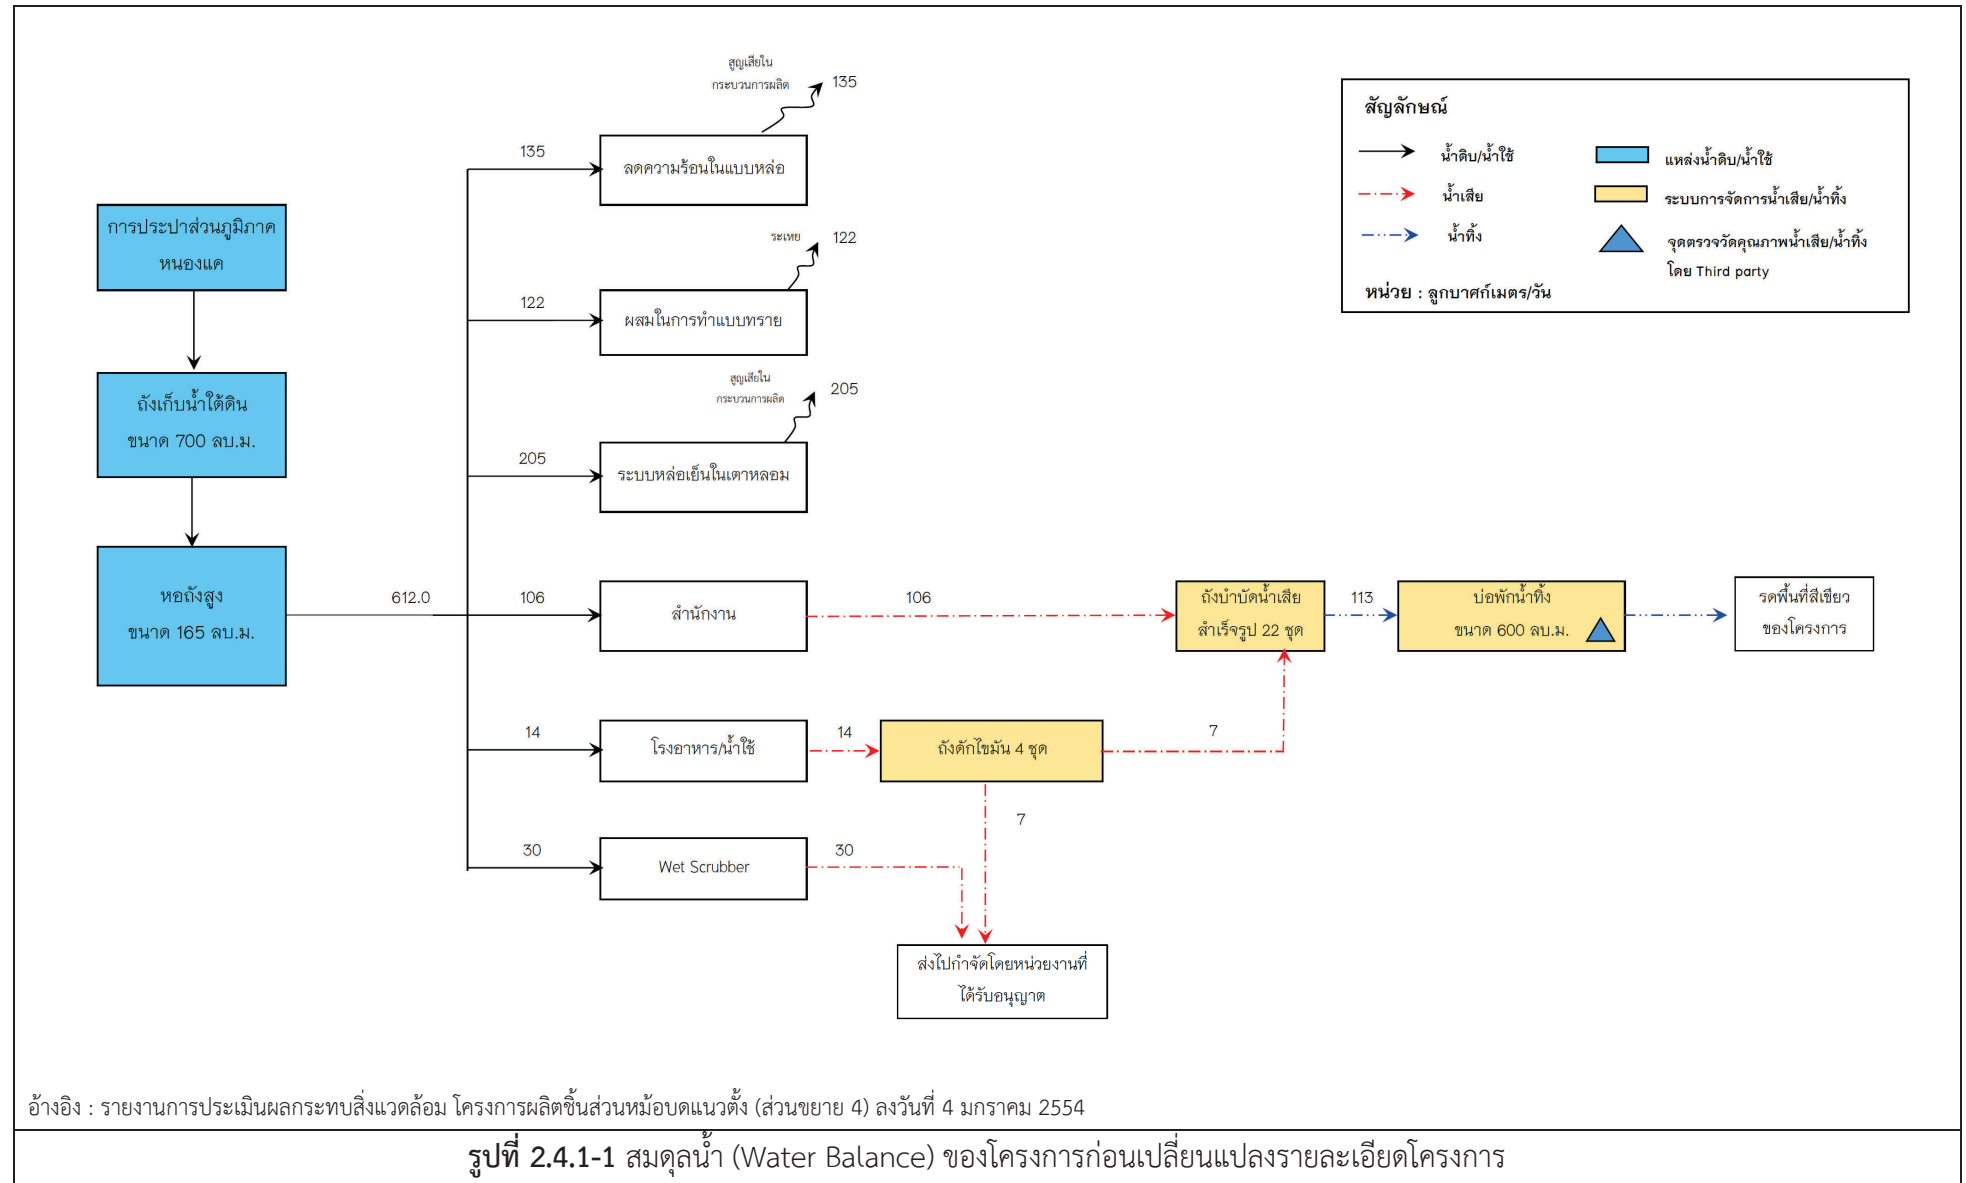 สูญเสียใน
กระบวนการผลิต
135
135
ลดความร้อนในแบบหล่อ
สัญลักษณ์
น้ำดิบ/น้ำใช้
แหล่งน้ำดิบ/น้ำใช้
น้ำเสีย
ระบบการจัดการน้ำเสีย/น้ำทิ้ง
น้ำทิ้ง
จุดตรวจวัดคุณภาพน้ำเสีย/น้ำทิ้ง
โดย Third party
หน่วย : ลูกบาศก์เมตร/วัน
การประปาส่วนภูมิภาค
หนองแค
ระเหย
122
122
ผสมในการทำแบบทราย
สูญเสียใน
กระบวนการผลิต
205
ถังเก็บน้ำใต้ดิน
ขนาด 700 ลบ.ม.
205
ระบบหล่อเย็นในเตาหลอม
หอถังสูง
ขนาด 165 ลบ.ม.
612.0
106
สำนักงาน
106
ถังบำบัดน้ำเสีย
สำเร็จรูป 22 ชุด
113
บ่อพักน้ำทิ้ง
ขนาด 600 ลบ.ม.
รดพื้นที่สีเขียว
ของโครงการ
14
โรงอาหาร/น้ำใช้
14
ถังดักไขมัน 4 ชุด
7
7
30
Wet Scrubber
30
ส่งไปกำจัดโดยหน่วยงานที่
ได้รับอนุญาต
อ้างอิง : รายงานการประเมินผลกระทบสิ่งแวดล้อม โครงการผลิตชิ้นส่วนหม้อบดแนวตั้ง (ส่วนขยาย 4) ลงวันที่ 4 มกราคม 2554
รูปที่ 2.4.1-1 สมดุลน้ำ (Water Balance) ของโครงการก่อนเปลี่ยนแปลงรายละเอียดโครงการ